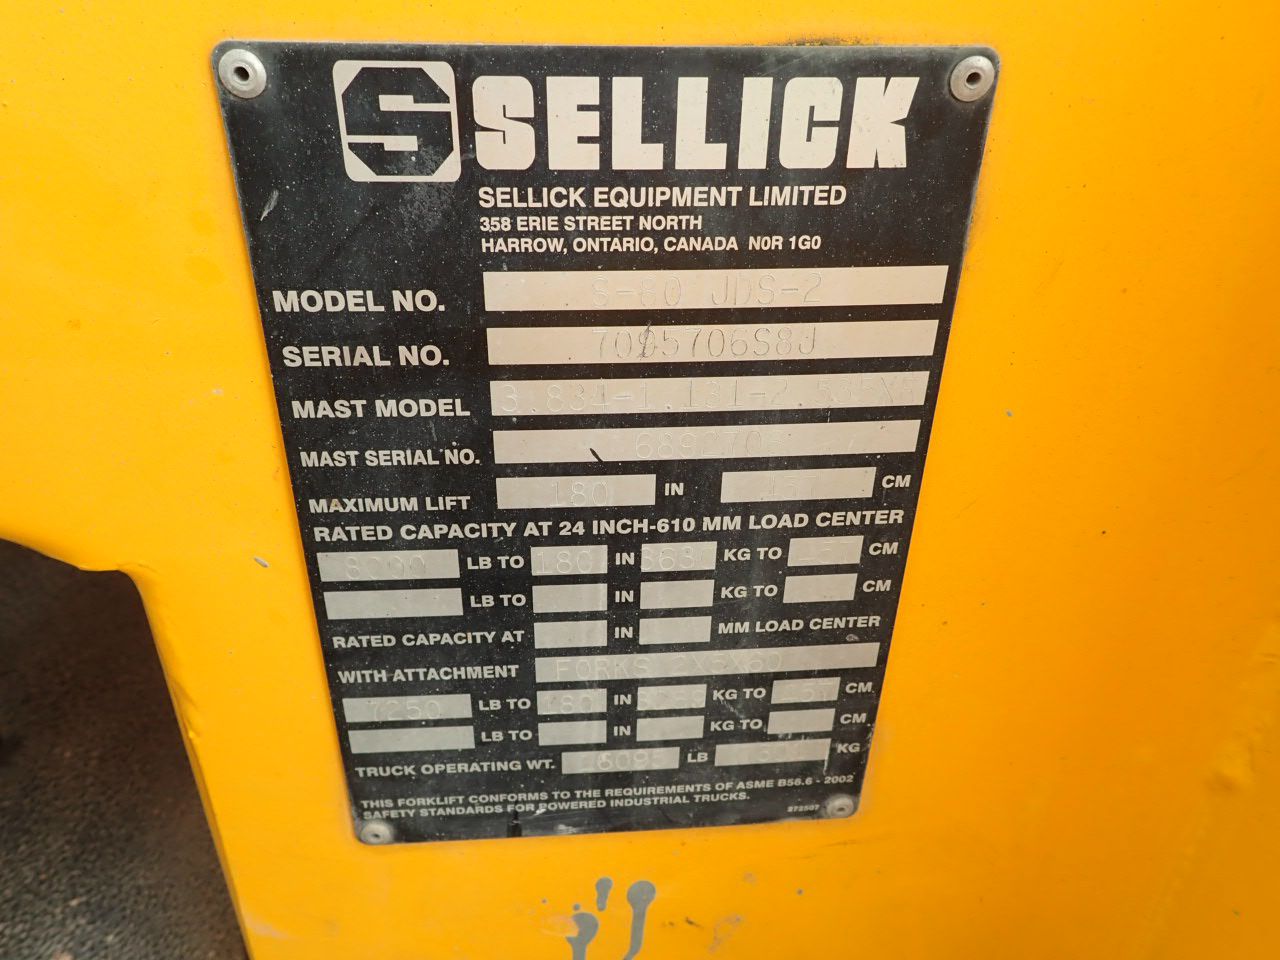 S SELLICK
SELLICK EQUIPMENT LIMITED
358 ERIE STREET NORTH
HARROW, ONTARIO, CANADA N0R 1G0
MODEL NO. S-80 JDS-2
SERIAL NO. 7095706S8J
MAST MODEL
MAST SERIAL NO.
MAXIMUM LIFT 180 IN CM
RATED CAPACITY AT 24 INCH-610 MM LOAD CENTER
8000 LB TO 180 IN KG TO CM
LB TO IN KG TO CM
RATED CAPACITY AT IN MM LOAD CENTER
WITH ATTACHMENT FORKS
7250 LB TO 180 IN KG TO CM
LB TO IN KG TO CM
TRUCK OPERATING WT. LB KG
THIS FORKLIFT CONFORMS TO THE REQUIREMENTS OF ASME B56.6 - 2002
SAFETY STANDARDS FOR POWERED INDUSTRIAL TRUCKS.
272507